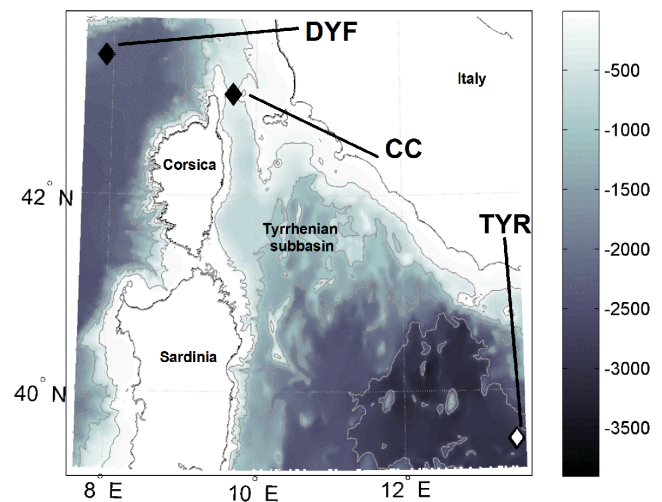 DYF
-500
Italy
-1000
CC
Corsica
42° N
-1500
TYR
Tyrrhenian
subbasin
-2000
-2500
Sardinia
-3000
40° N
-3500
8° E
10° E
12° E